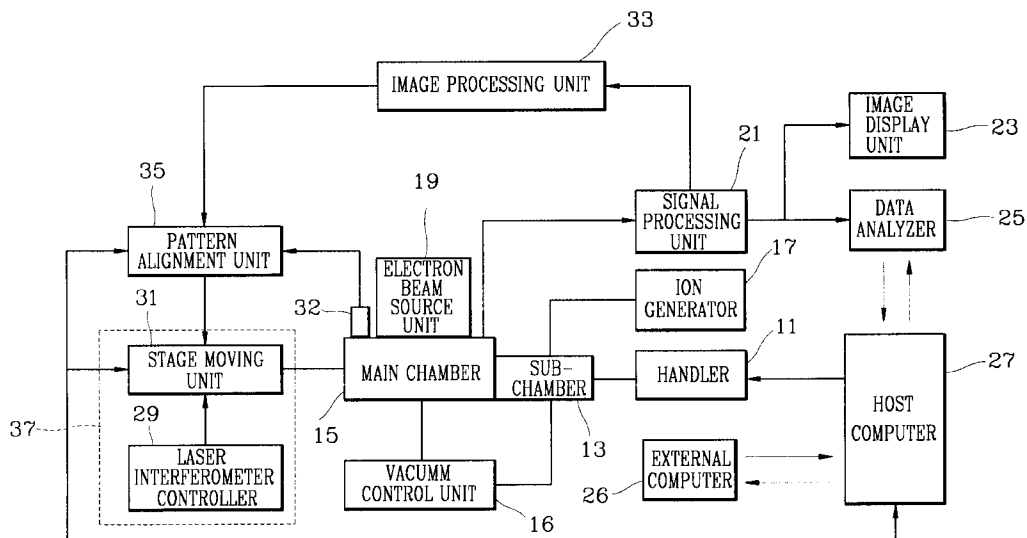 33
IMAGE PROCESSING UNIT
IMAGE
DISPLAY
UNIT
23
21
35
19
SIGNAL
PROCESSING
UNIT
DATA
ANALYZER
25
PATTERN
ALIGNMENT UNIT
ELECTRON
BEAM
SOURCE
UNIT
17
ION
GENERATOR
32
31
11
STAGE MOVING
UNIT
MAIN CHAMBER
SUB-
CHAMBER
HANDLER
27
HOST
COMPUTER
37
29
15
13
LASER
INTERFEROMETER
CONTROLLER
VACUMM
CONTROL UNIT
16
EXTERNAL
COMPUTER
26